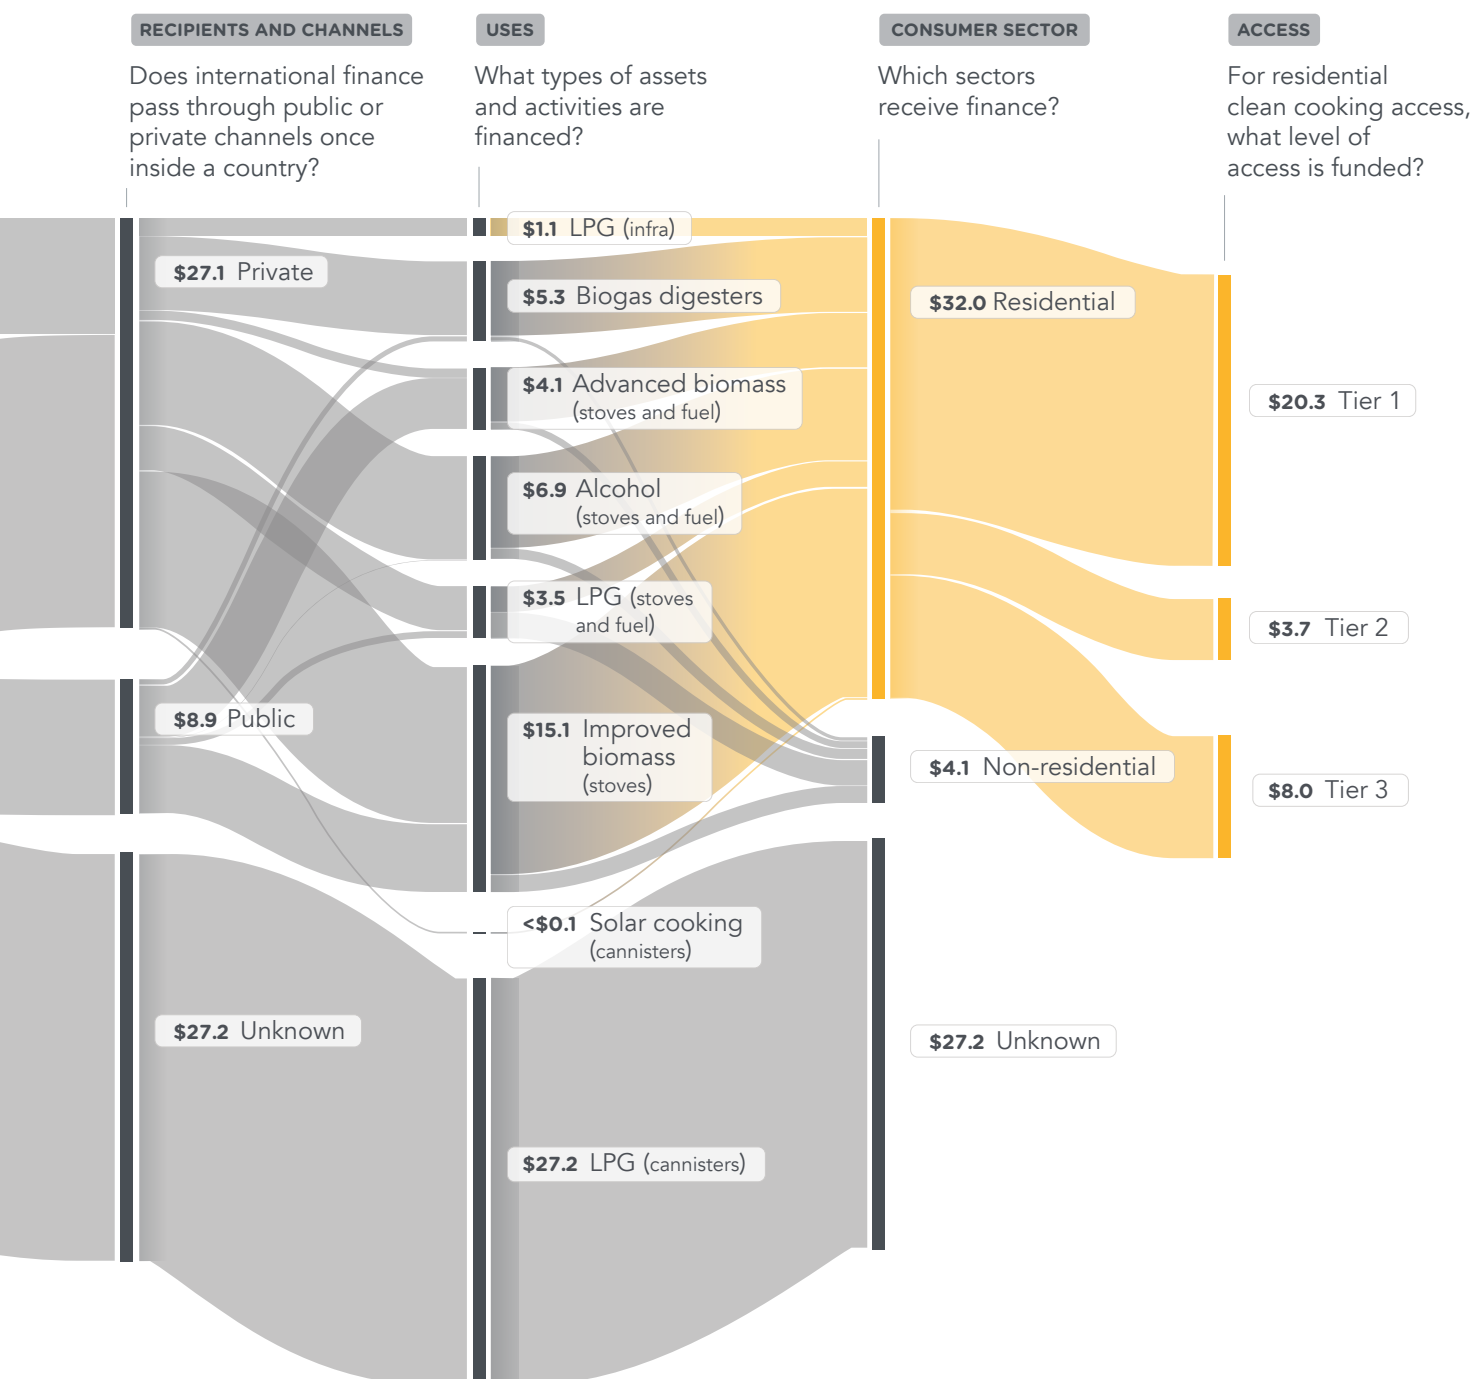 RECIPIENTS AND CHANNELS
Does international finance
pass through public or
private channels once
inside a country?
USES
What types of assets
and activities are
financed?
CONSUMER SECTOR
Which sectors
receive finance?
ACCESS
For residential
clean cooking access,
what level of
access is funded?
$27.1 Private
$8.9 Public
$27.2 Unknown
$1.1 LPG (infra)
$5.3 Biogas digesters
$4.1 Advanced biomass
(stoves and fuel)
$6.9 Alcohol
(stoves and fuel)
$3.5 LPG (stoves
and fuel)
$15.1 Improved
biomass
(stoves)
<$0.1 Solar cooking
(cannisters)
$27.2 LPG (cannisters)
$32.0 Residential
$4.1 Non-residential
$27.2 Unknown
$20.3 Tier 1
$3.7 Tier 2
$8.0 Tier 3